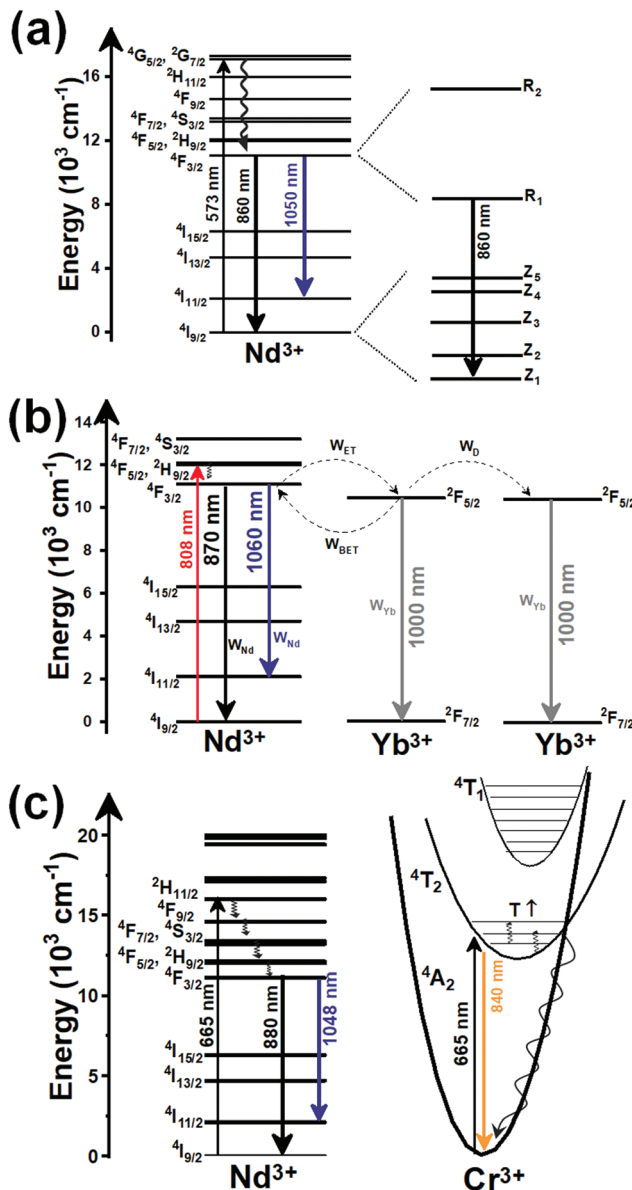 (a)
Energy (10³ cm⁻¹)
16
12
8
4
0
⁴G₅/₂, ²G₇/₂
²H₁₁/₂
⁴F₉/₂
⁴F₇/₂, ⁴S₃/₂
⁴F₅/₂, ²H₉/₂
⁴F₃/₂
⁴I₁₅/₂
⁴I₁₃/₂
⁴I₁₁/₂
⁴I₉/₂
573 nm
860 nm
1050 nm
Nd³⁺
R₂
R₁
860 nm
Z₅
Z₄
Z₃
Z₂
Z₁
(b)
Energy (10³ cm⁻¹)
14
12
10
8
6
4
2
0
⁴F₇/₂, ⁴S₃/₂
⁴F₅/₂, ²H₉/₂
⁴F₃/₂
⁴I₁₅/₂
⁴I₁₃/₂
⁴I₁₁/₂
⁴I₉/₂
808 nm
870 nm
1060 nm
W_Nd
W_Nd
Nd³⁺
W_ET
W_BET
W_D
²F₅/₂
W_Yb
1000 nm
²F₇/₂
Yb³⁺
²F₅/₂
W_Yb
1000 nm
²F₇/₂
Yb³⁺
(c)
Energy (10³ cm⁻¹)
20
15
10
5
0
²H₁₁/₂
⁴F₉/₂
⁴F₇/₂, ⁴S₃/₂
⁴F₅/₂, ²H₉/₂
⁴F₃/₂
⁴I₁₅/₂
⁴I₁₃/₂
⁴I₁₁/₂
⁴I₉/₂
665 nm
880 nm
1048 nm
Nd³⁺
⁴T₁
⁴T₂
T ↑
⁴A₂
665 nm
840 nm
Cr³⁺